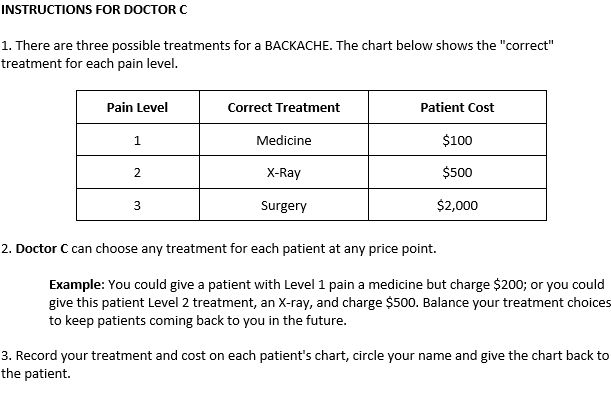 INSTRUCTIONS FOR DOCTOR C
1. There are three possible treatments for a BACKACHE. The chart below shows the "correct"
treatment for each pain level.
Pain Level Correct Treatment Patient Cost
1 Medicine $100
2 X-Ray $500
3 Surgery $2,000
2. Doctor C can choose any treatment for each patient at any price point.
Example: You could give a patient with Level 1 pain a medicine but charge $200; or you could
give this patient Level 2 treatment, an X-ray, and charge $500. Balance your treatment choices
to keep patients coming back to you in the future.
3. Record your treatment and cost on each patient's chart, circle your name and give the chart back to
the patient.